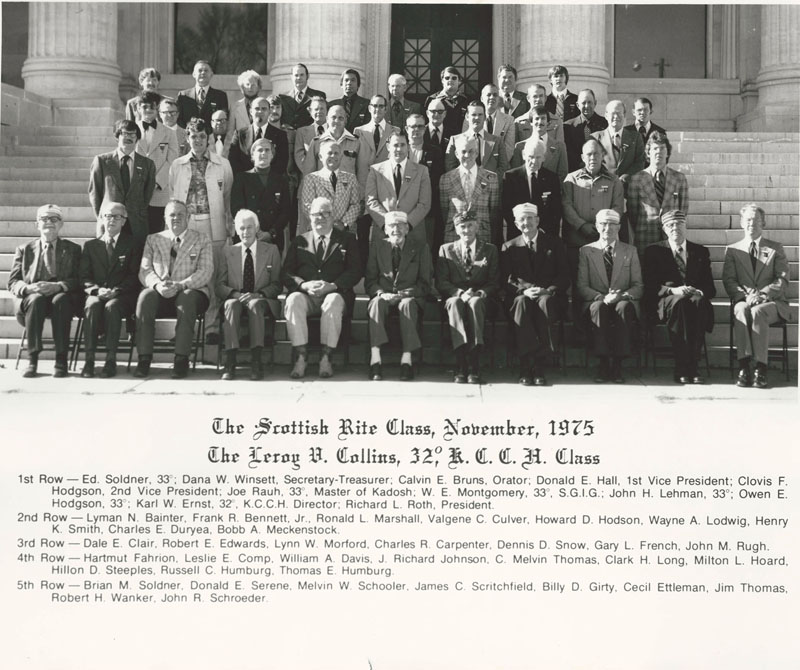 The Scottish Rite Class, November, 1975
The Leroy V. Collins, 32°, K. C. C. H. Class
1st Row — Ed. Soldner, 33°; Dana W. Winsett, Secretary-Treasurer; Calvin E. Bruns, Orator; Donald E. Hall, 1st Vice President; Clovis F.
Hodgson, 2nd Vice President; Joe Rauh, 33°, Master of Kadosh; W. E. Montgomery, 33°, S.G.I.G.; John H. Lehman, 33°; Owen E.
Hodgson, 33°; Karl W. Ernst, 32°, K.C.C.H. Director; Richard L. Roth, President.
2nd Row — Lyman N. Bainter, Frank R. Bennett, Jr., Ronald L. Marshall, Valgene C. Culver, Howard D. Hodson, Wayne A. Lodwig, Henry
K. Smith, Charles E. Duryea, Bobb A. Meckenstock.
3rd Row — Dale E. Clair, Robert E. Edwards, Lynn W. Morford, Charles R. Carpenter, Dennis D. Snow, Gary L. French, John M. Rugh.
4th Row — Hartmut Fahrion, Leslie E. Comp, William A. Davis, J. Richard Johnson, C. Melvin Thomas, Clark H. Long, Milton L. Hoard,
Hillon D. Steeples, Russell C. Humburg, Thomas E. Humburg.
5th Row — Brian M. Soldner, Donald E. Serene, Melvin W. Schooler, James C. Scritchfield, Billy D. Girty, Cecil Ettleman, Jim Thomas,
Robert H. Wanker, John R. Schroeder.